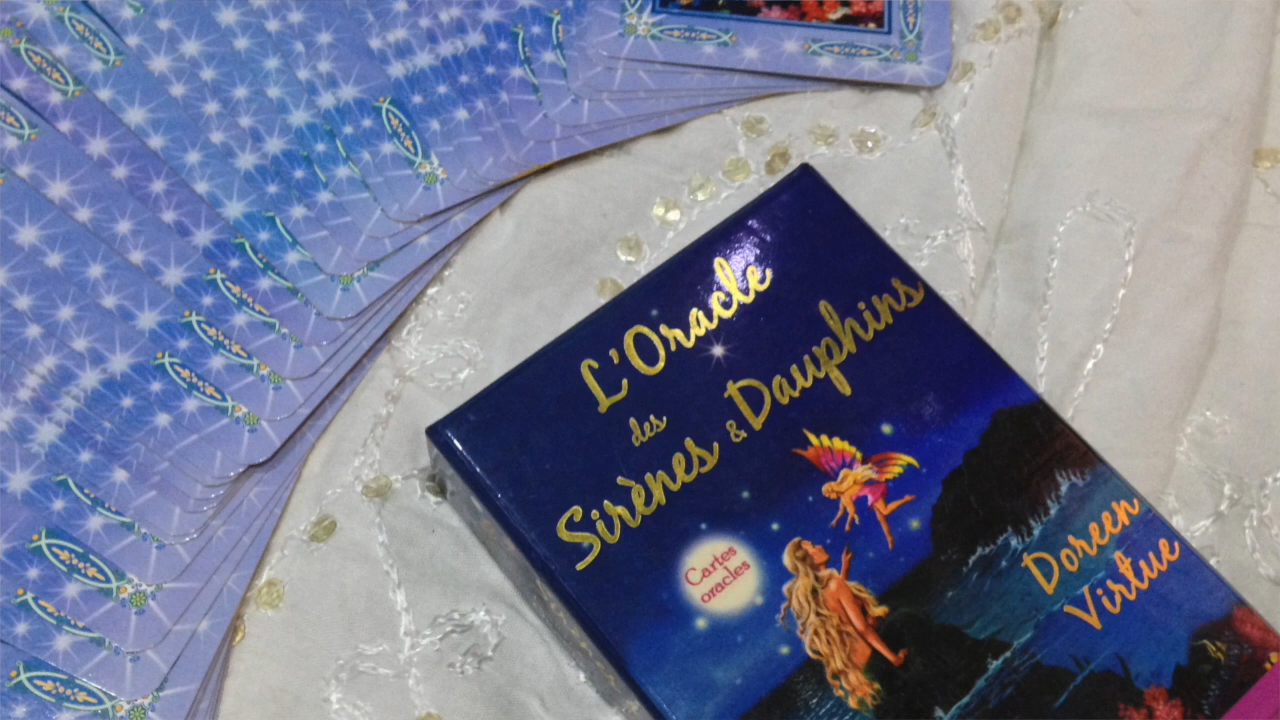 L'Oracle
des
Sirènes & Dauphins
Cartes
oracles
Doreen
Virtue